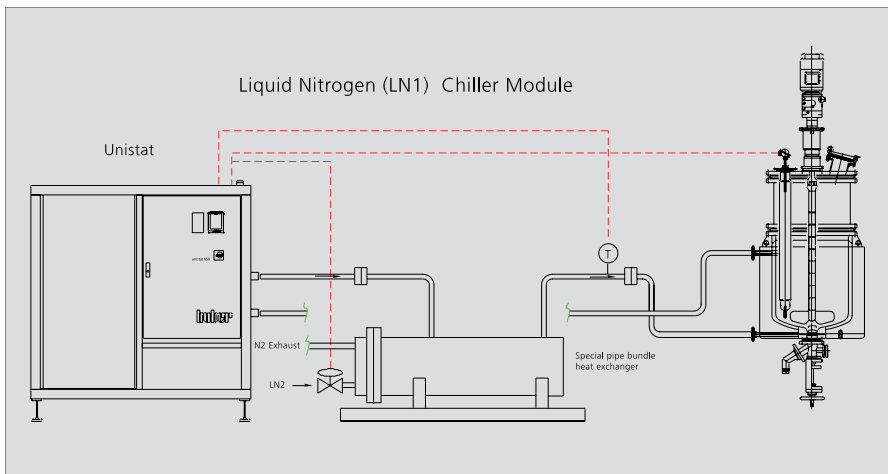 Liquid Nitrogen (LN1) Chiller Module
Unistat
T
huber
N2 Exhaust
LN2
Special pipe bundle
heat exchanger